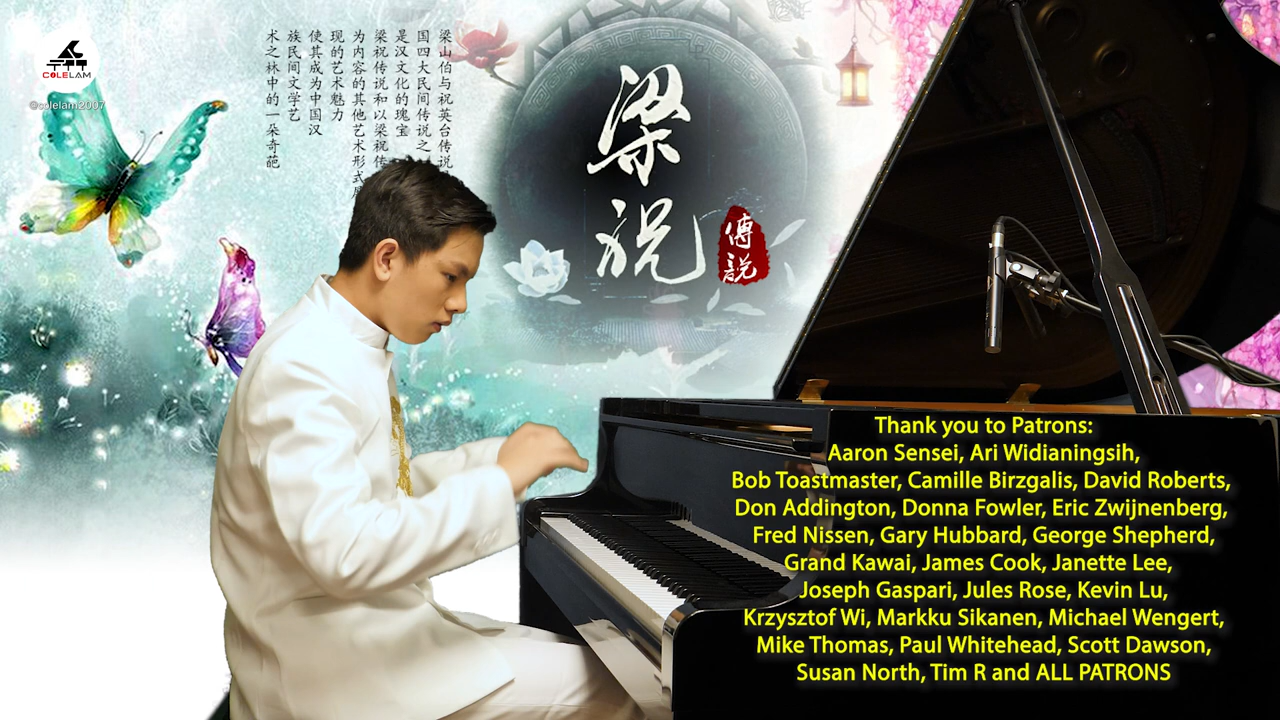 COLELAM
@colelam2007
梁山伯与祝英台传说
国四大民间传说之
是汉文化的瑰宝
梁祝传说和以梁祝传
为内容的其他艺术形式
现的艺术魅力
使其成为中国汉
族民间文学艺
术之林中的一朵奇葩
梁祝
傳說
Thank you to Patrons:
Aaron Sensei, Ari Widianingsih,
Bob Toastmaster, Camille Birzgalis, David Roberts,
Don Addington, Donna Fowler, Eric Zwijnenberg,
Fred Nissen, Gary Hubbard, George Shepherd,
Grand Kawai, James Cook, Janette Lee,
Joseph Gaspari, Jules Rose, Kevin Lu,
Krzysztof Wi, Markku Sikanen, Michael Wengert,
Mike Thomas, Paul Whitehead, Scott Dawson,
Susan North, Tim R and ALL PATRONS